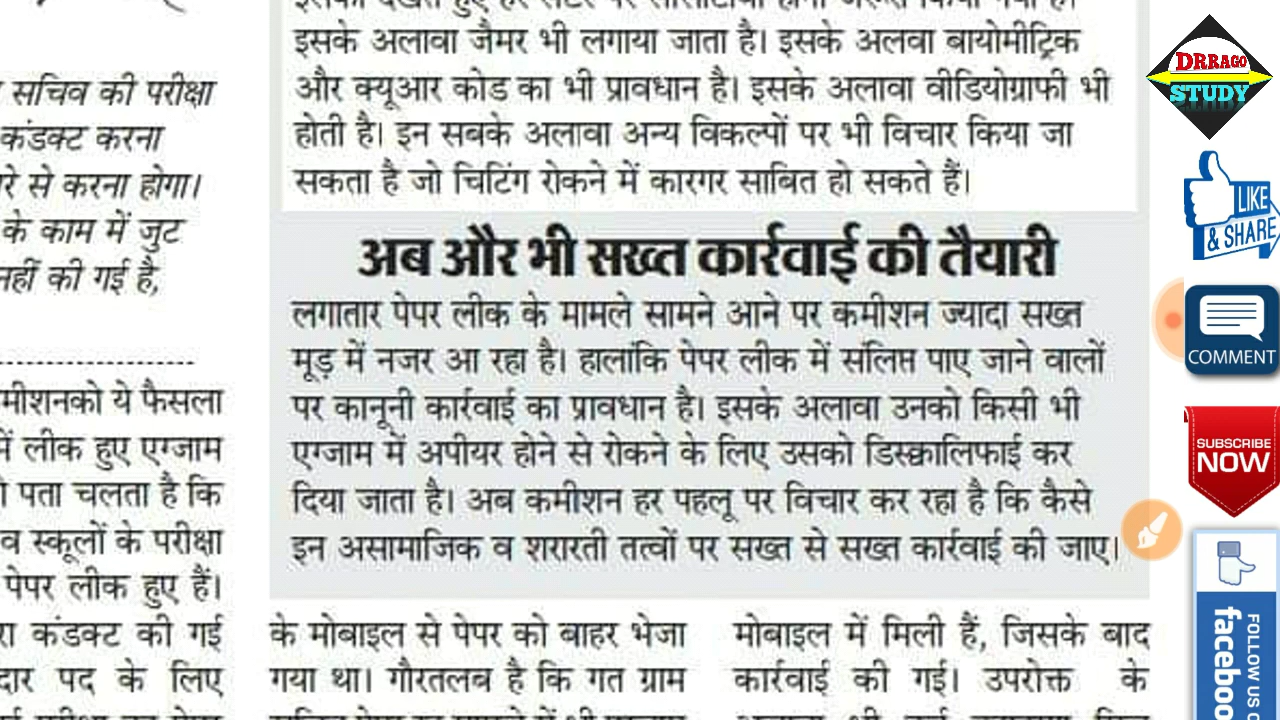 सचिव की परीक्षा
कंडक्ट करना
से करना होगा।
के काम में जुट
नहीं की गई है,
ये फैसला
लीक हुए एग्जाम
पता चलता है कि
व स्कूलों के परीक्षा
पेपर लीक हुए हैं।
कंडक्ट की गई
पद के लिए
इसके अलावा जैमर भी लगाया जाता है। इसके अलवा बायोमीट्रिक
और क्यूआर कोड का भी प्रावधान है। इसके अलावा वीडियोग्राफी भी
होती है। इन सबके अलावा अन्य विकल्पों पर भी विचार किया जा
सकता है जो चिटिंग रोकने में कारगर साबित हो सकते हैं।
अब और भी सख्त कार्रवाई की तैयारी
लगातार पेपर लीक के मामले सामने आने पर कमीशन ज्यादा सख्त
मूड़ में नजर आ रहा है। हालांकि पेपर लीक में संलिप्त पाए जाने वालों
पर कानूनी कार्रवाई का प्रावधान है। इसके अलावा उनको किसी भी
एग्जाम में अपीयर होने से रोकने के लिए उसको डिस्क्वालिफाई कर
दिया जाता है। अब कमीशन हर पहलू पर विचार कर रहा है कि कैसे
इन असामाजिक व शरारती तत्वों पर सख्त से सख्त कार्रवाई की जाए।
के मोबाइल से पेपर को बाहर भेजा
गया था। गौरतलब है कि गत ग्राम
मोबाइल में मिली हैं, जिसके बाद
कार्रवाई की गई। उपरोक्त के
DRRAGO
STUDY
LIKE
& SHARE
COMMENT
SUBSCRIBE
NOW
FOLLOW US